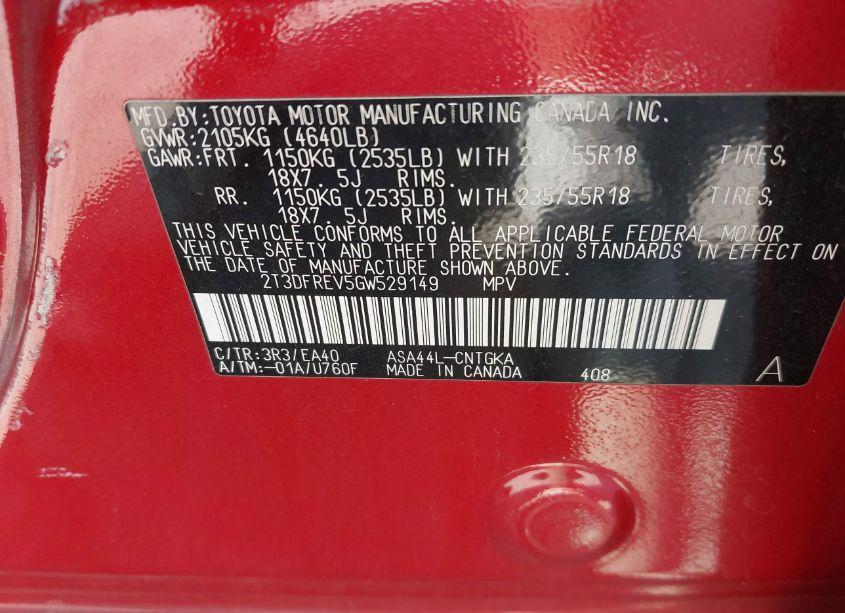 MFD.BY:TOYOTA MOTOR MANUFACTURING CANADA INC.
GVWR:2105KG (4640LB)
GAWR:FRT. 1150KG (2535LB) WITH 235/55R18 TIRES,
18X7.5J RIMS.
RR. 1150KG (2535LB) WITH 235/55R18 TIRES,
18X7.5J RIMS.
THIS VEHICLE CONFORMS TO ALL APPLICABLE FEDERAL MOTOR
VEHICLE SAFETY AND THEFT PREVENTION STANDARDS IN EFFECT ON
THE DATE OF MANUFACTURE SHOWN ABOVE.
2T3DFREV5GW529149 MPV
C/TR:3R3/EA40 ASA44L-CNTGKA
A/TM:-01A/U760F MADE IN CANADA 408 A